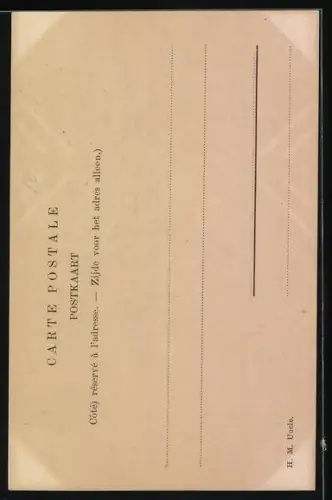 CARTE POSTALE
POSTKAART
Côté) réservé à l'adresse. — Zijde voor het adres alleen.)
H. M. Uccle.